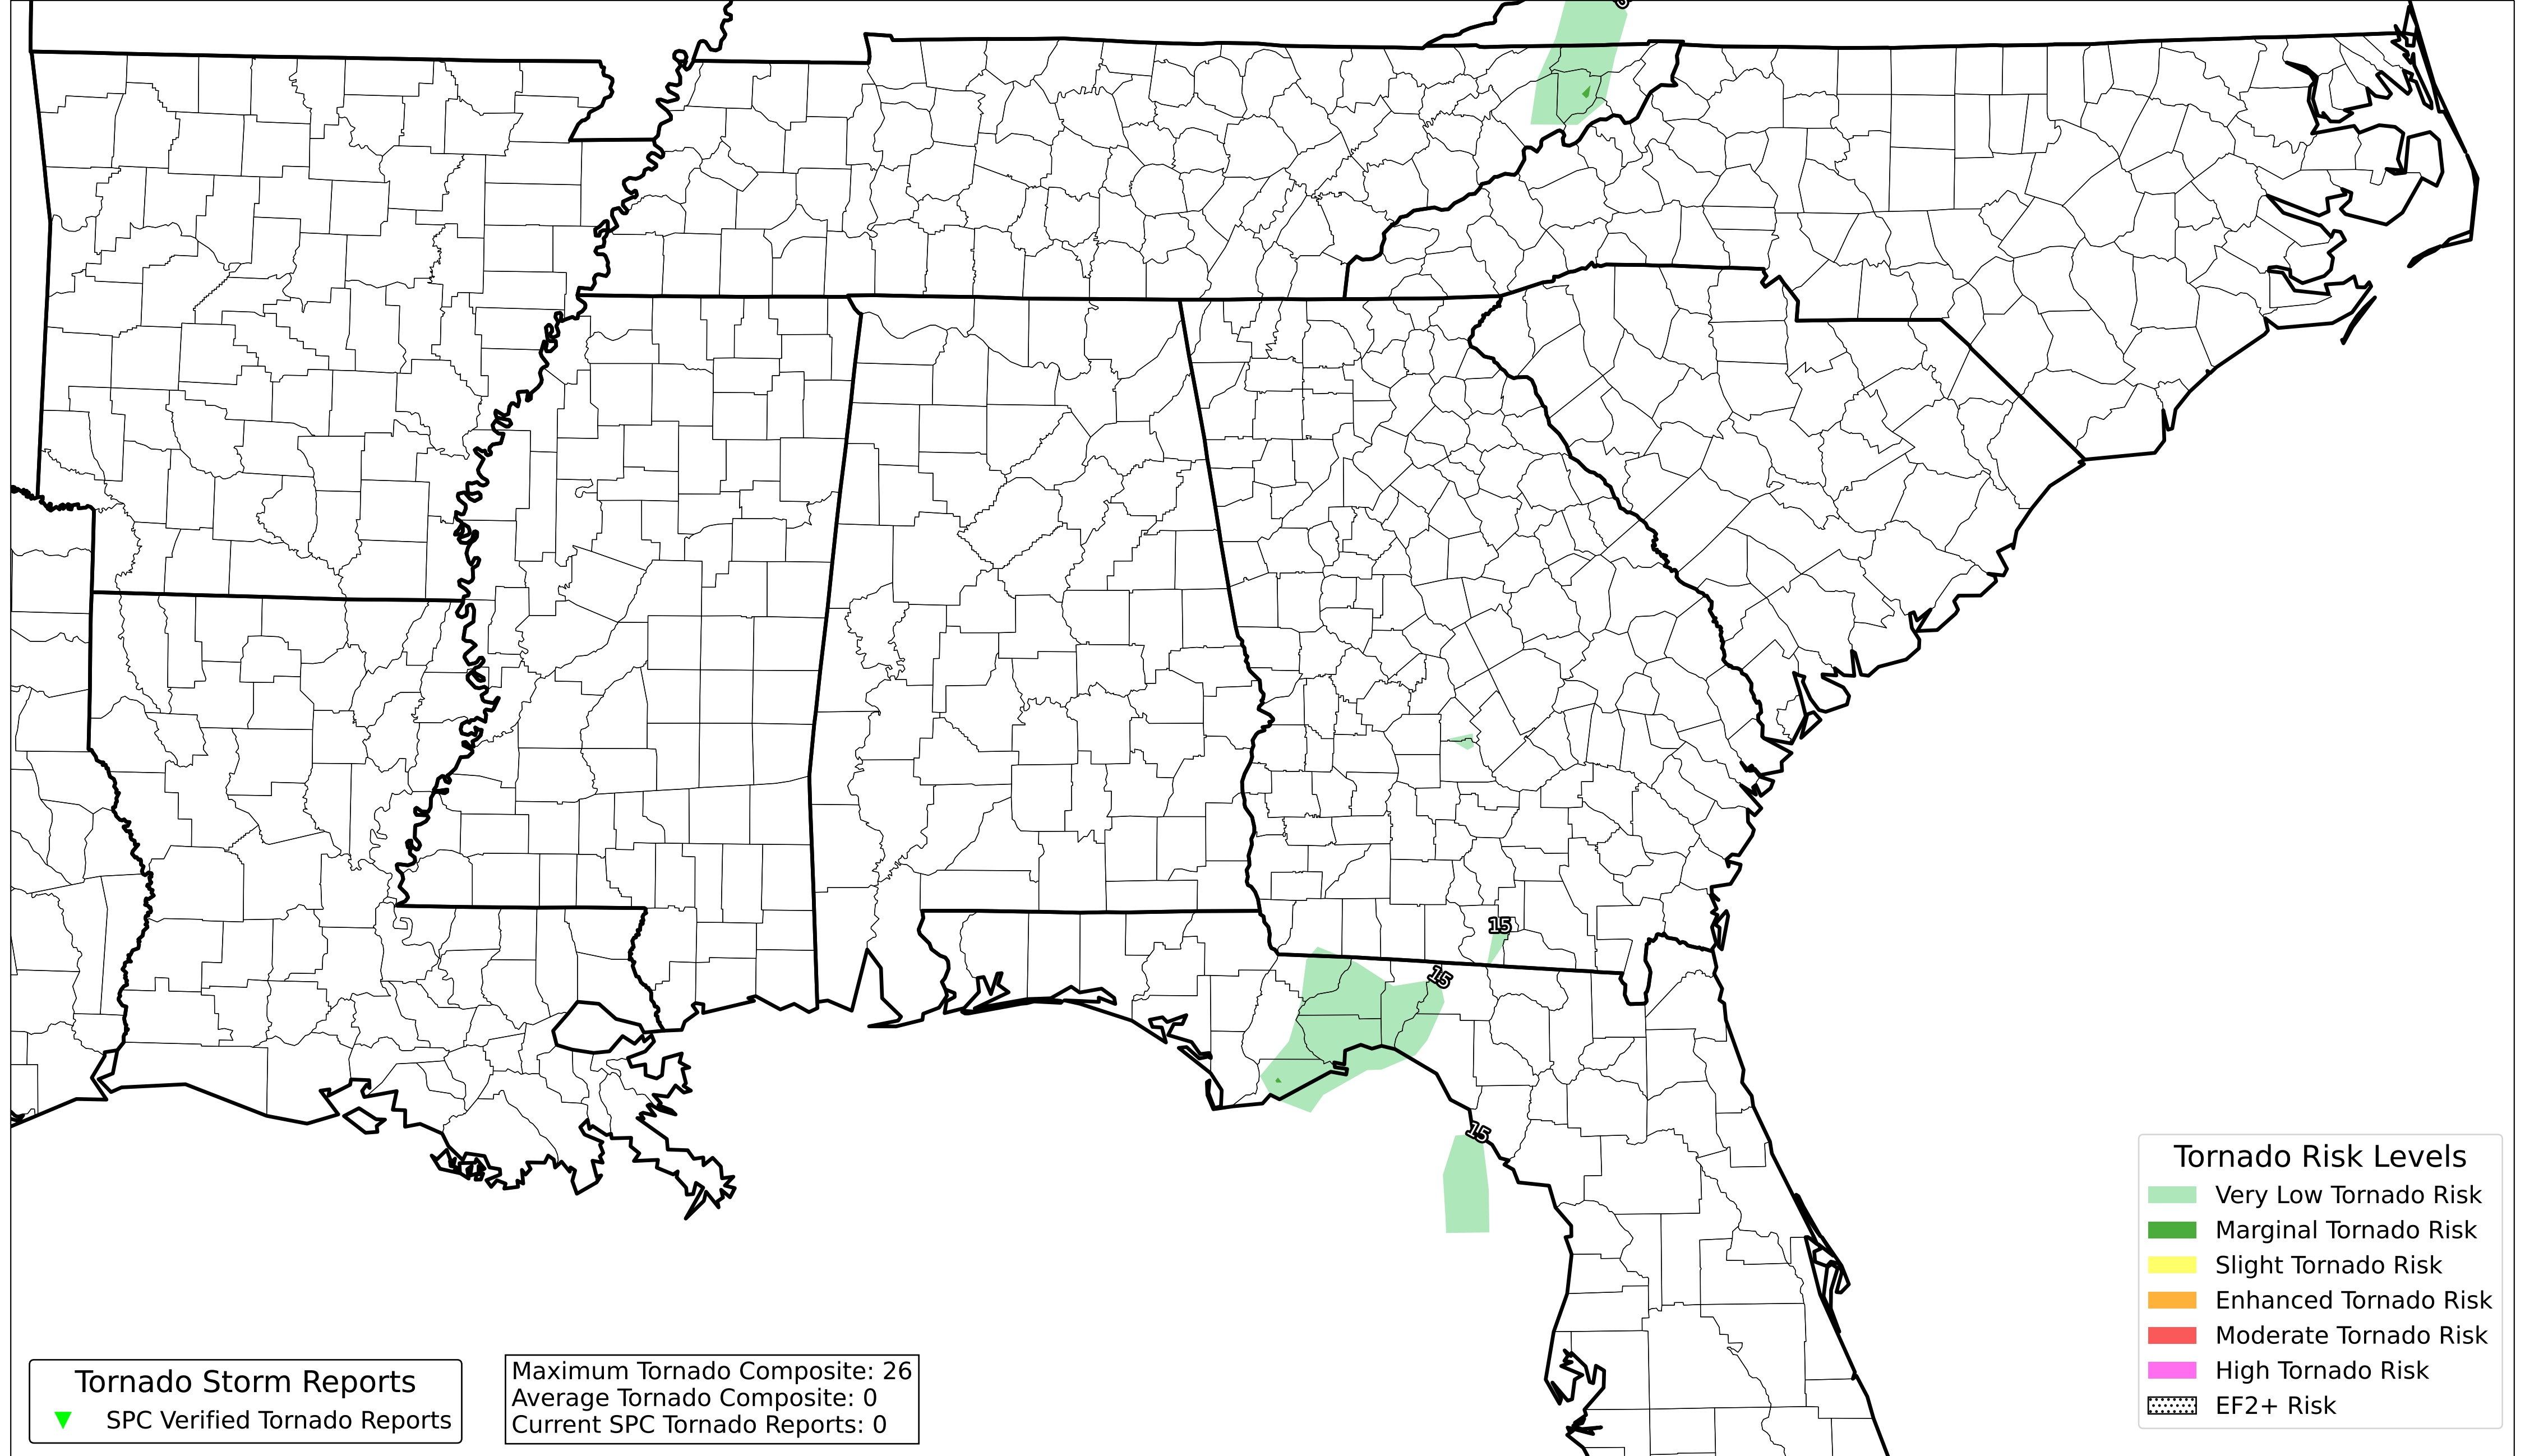 15
15
15
Tornado Risk Levels
Very Low Tornado Risk
Marginal Tornado Risk
Slight Tornado Risk
Enhanced Tornado Risk
Moderate Tornado Risk
High Tornado Risk
EF2+ Risk
Tornado Storm Reports
SPC Verified Tornado Reports
Maximum Tornado Composite: 26
Average Tornado Composite: 0
Current SPC Tornado Reports: 0